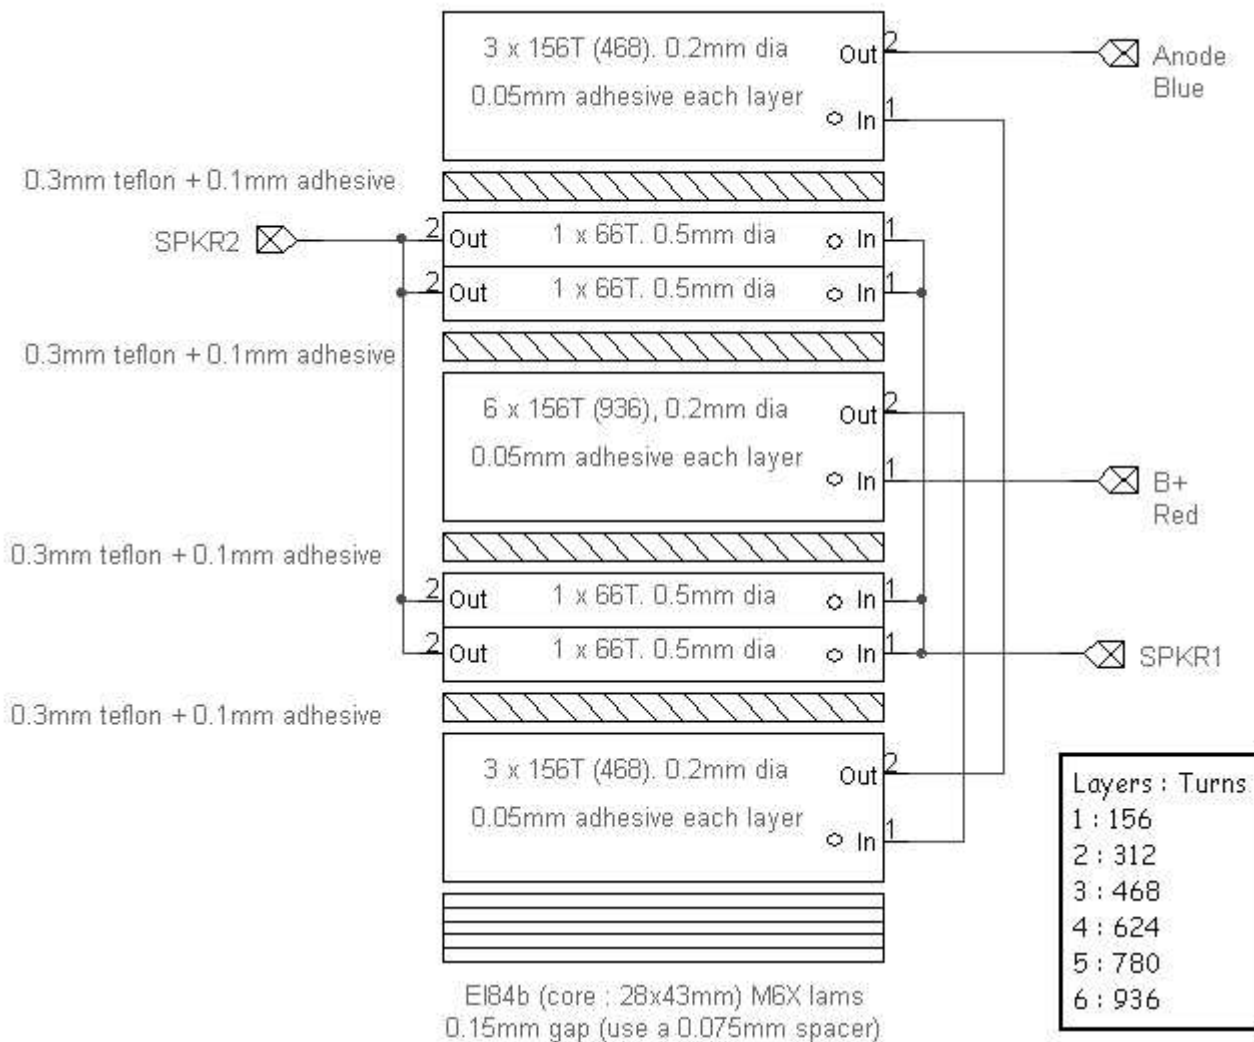 3 x 156T (468). 0.2mm dia
0.05mm adhesive each layer
Out 2
In 1
Anode
Blue
0.3mm teflon + 0.1mm adhesive
SPKR2
2 Out 1 x 66T. 0.5mm dia In 1
2 Out 1 x 66T. 0.5mm dia In 1
0.3mm teflon + 0.1mm adhesive
6 x 156T (936), 0.2mm dia
0.05mm adhesive each layer
Out 2
In 1
B+
Red
0.3mm teflon + 0.1mm adhesive
2 Out 1 x 66T. 0.5mm dia In 1
2 Out 1 x 66T. 0.5mm dia In 1
SPKR1
0.3mm teflon + 0.1mm adhesive
3 x 156T (468). 0.2mm dia
0.05mm adhesive each layer
Out 2
In 1
Layers : Turns
1 : 156
2 : 312
3 : 468
4 : 624
5 : 780
6 : 936
EI84b (core : 28x43mm) M6X lams
0.15mm gap (use a 0.075mm spacer)